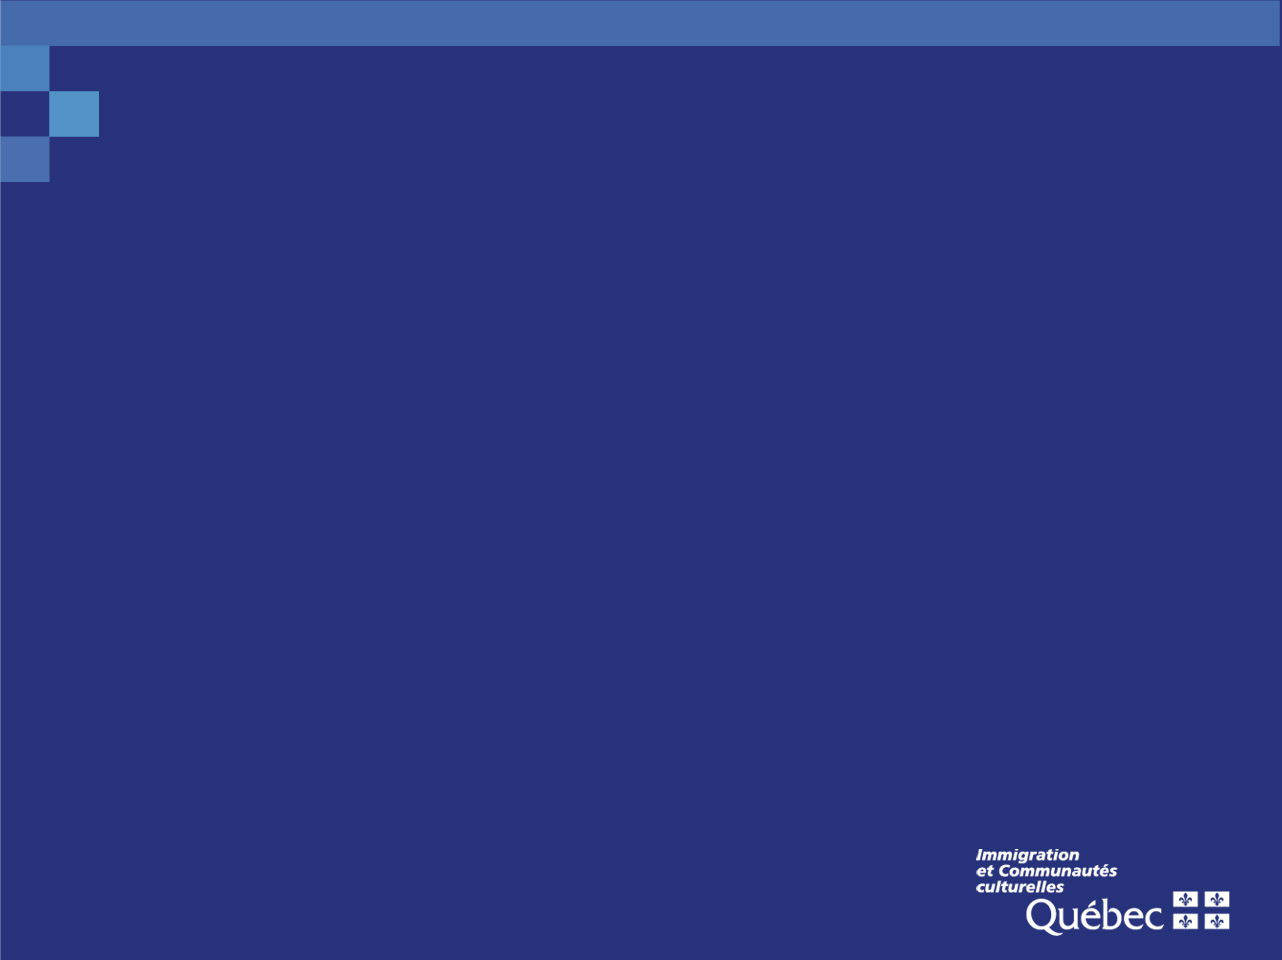 Immigration
et Communautés
culturelles
Québec